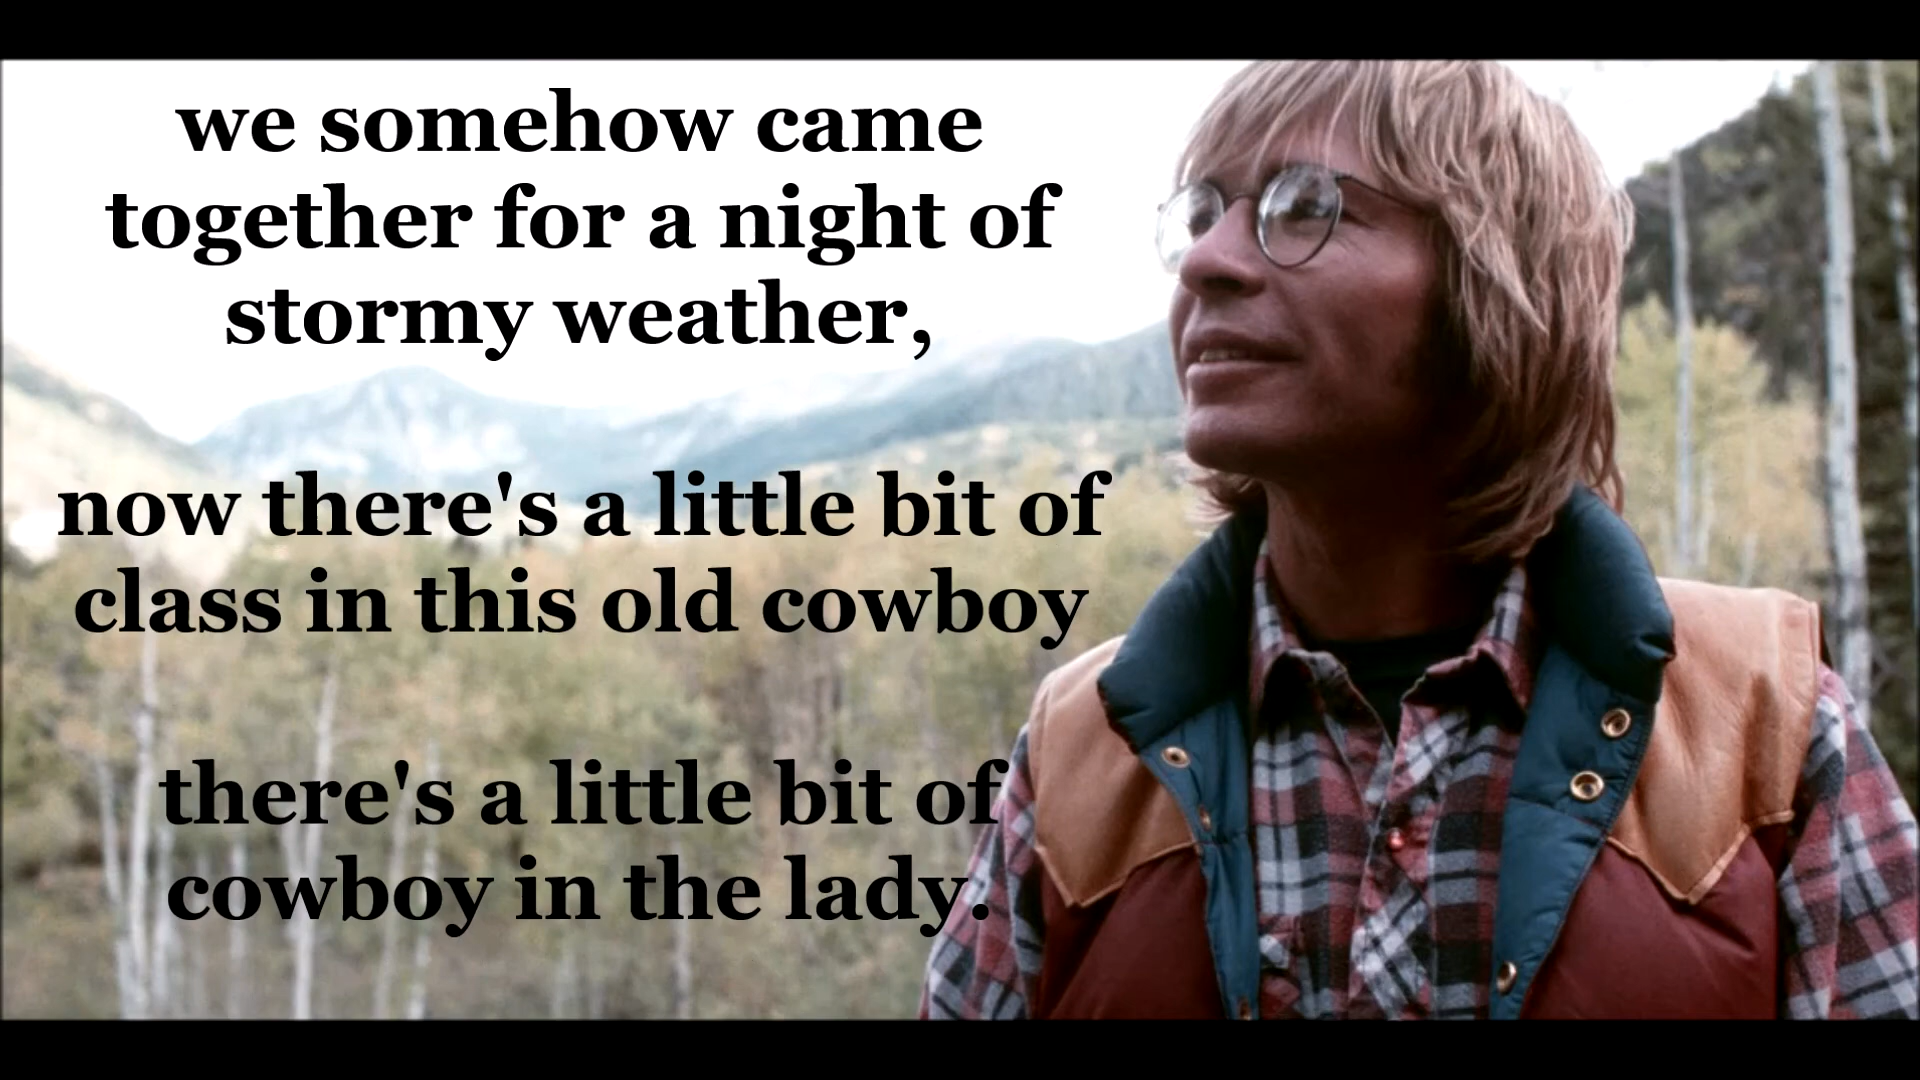 we somehow came
together for a night of
stormy weather,
now there's a little bit of
class in this old cowboy
there's a little bit of
cowboy in the lady.